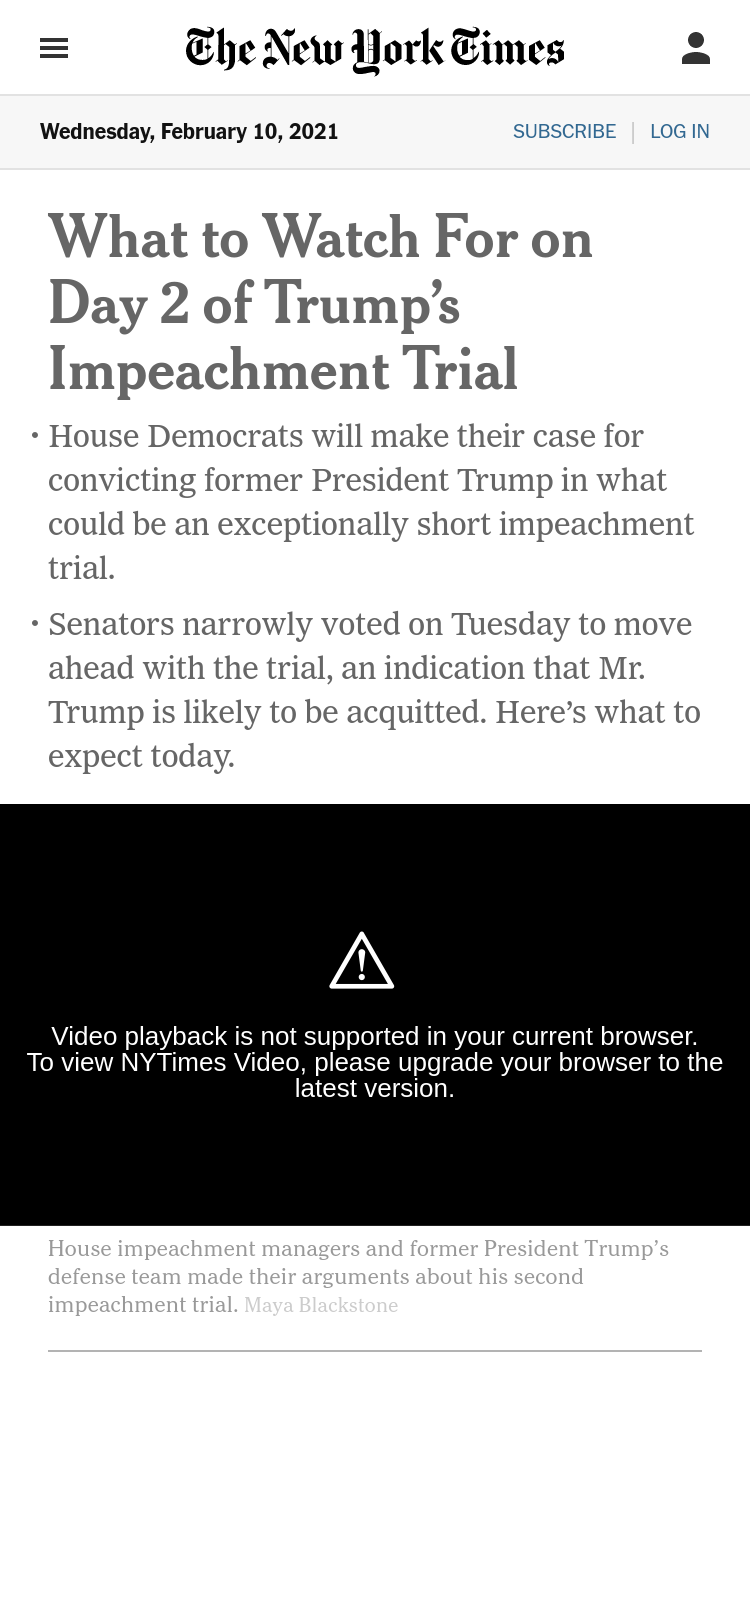 The New York Times
Wednesday, February 10, 2021
SUBSCRIBE | LOG IN
What to Watch For on
Day 2 of Trump’s
Impeachment Trial
• House Democrats will make their case for
convicting former President Trump in what
could be an exceptionally short impeachment
trial.
• Senators narrowly voted on Tuesday to move
ahead with the trial, an indication that Mr.
Trump is likely to be acquitted. Here’s what to
expect today.
Video playback is not supported in your current browser.
To view NYTimes Video, please upgrade your browser to the
latest version.
House impeachment managers and former President Trump’s
defense team made their arguments about his second
impeachment trial. Maya Blackstone